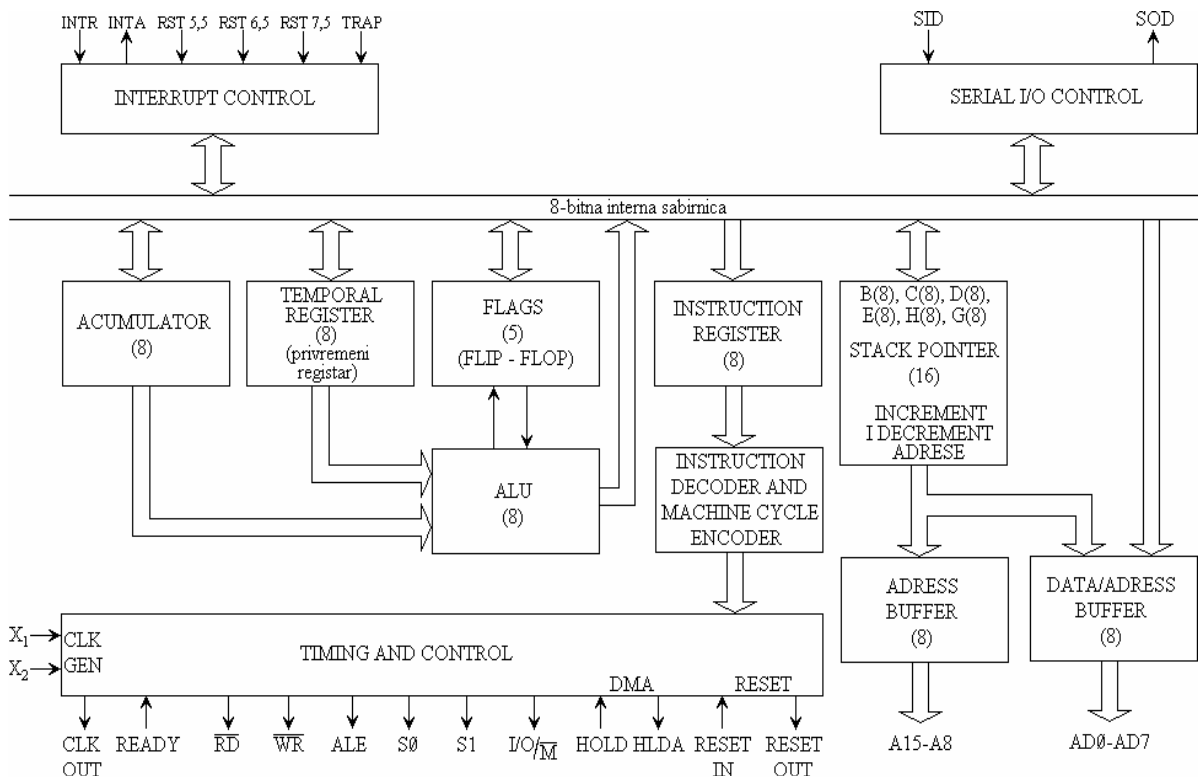 INTR INTA RST 5,5 RST 6,5 RST 7,5 TRAP
SID SOD
INTERRUPT CONTROL
SERIAL I/O CONTROL
8-bitna interna sabirnica
ACUMULATOR
(8)
TEMPORAL
REGISTER
(8)
(privremeni
registar)
FLAGS
(5)
(FLIP - FLOP)
INSTRUCTION
REGISTER
(8)
B(8), C(8), D(8),
E(8), H(8), G(8)
STACK POINTER
(16)
INCREMENT
I DECREMENT
ADRESE
ALU
(8)
INSTRUCTION
DECODER AND
MACHINE CYCLE
ENCODER
ADRESS
BUFFER
(8)
DATA/ADRESS
BUFFER
(8)
X1
X2
CLK
GEN
TIMING AND CONTROL
DMA RESET
CLK
OUT
READY
R̅D̅
W̅R̅
ALE
S0
S1
I/O/M̅
HOLD
HLDA
RESET
IN
RESET
OUT
A15-A8
AD0-AD7